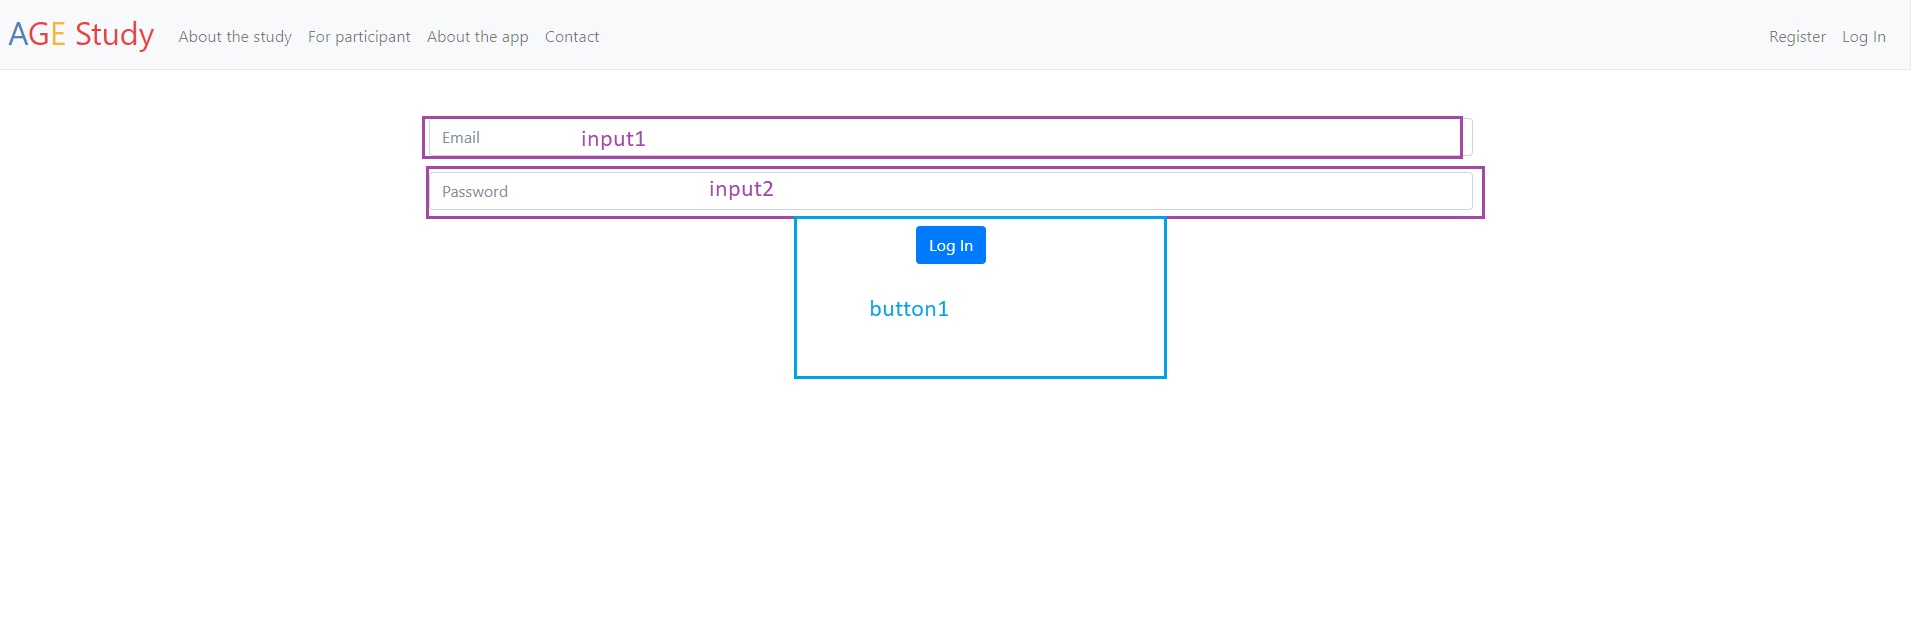 AGE Study About the study For participant About the app Contact Register Log In
Email input1
Password input2
Log In
button1